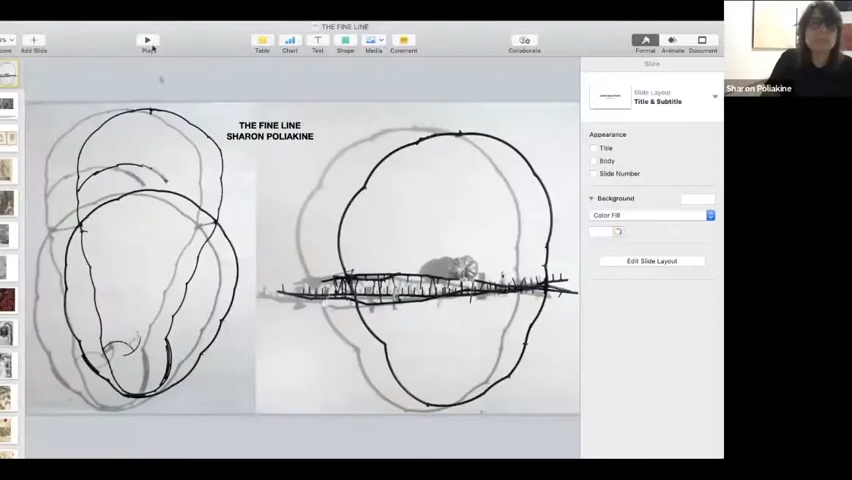 THE FINE LINE
Add Slide
Play
Table
Chart
Text
Shape
Media
Comment
Collaborate
Format
Animate
Document
Slide
Slide Layout
Title & Subtitle
Appearance
Title
Body
Slide Number
Background
Color Fill
Edit Slide Layout
THE FINE LINE
SHARON POLIAKINE
Sharon Poliakine